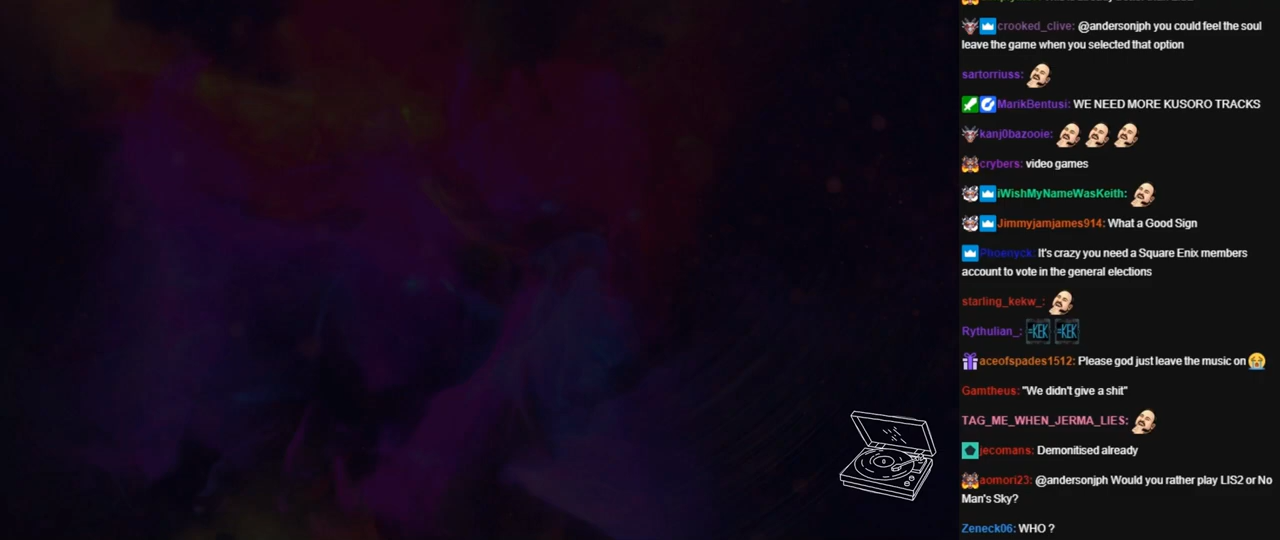 crooked_clive: @andersonjph you could feel the soul
leave the game when you selected that option
sartorriuss:
MarikBentusi: WE NEED MORE KUSORO TRACKS
kanj0bazooie:
crybers: video games
iWishMyNameWasKeith:
Jimmyjamjames914: What a Good Sign
Phoenyck: It's crazy you need a Square Enix members
account to vote in the general elections
starling_kekw_:
Rythulian_: =KEK =KEK
aceofspades1512: Please god just leave the music on
Gamtheus: "We didn't give a shit"
TAG_ME_WHEN_JERMA_LIES:
jecomans: Demonitised already
aomori23: @andersonjph Would you rather play LIS2 or No
Man's Sky?
Zeneck06: WHO ?